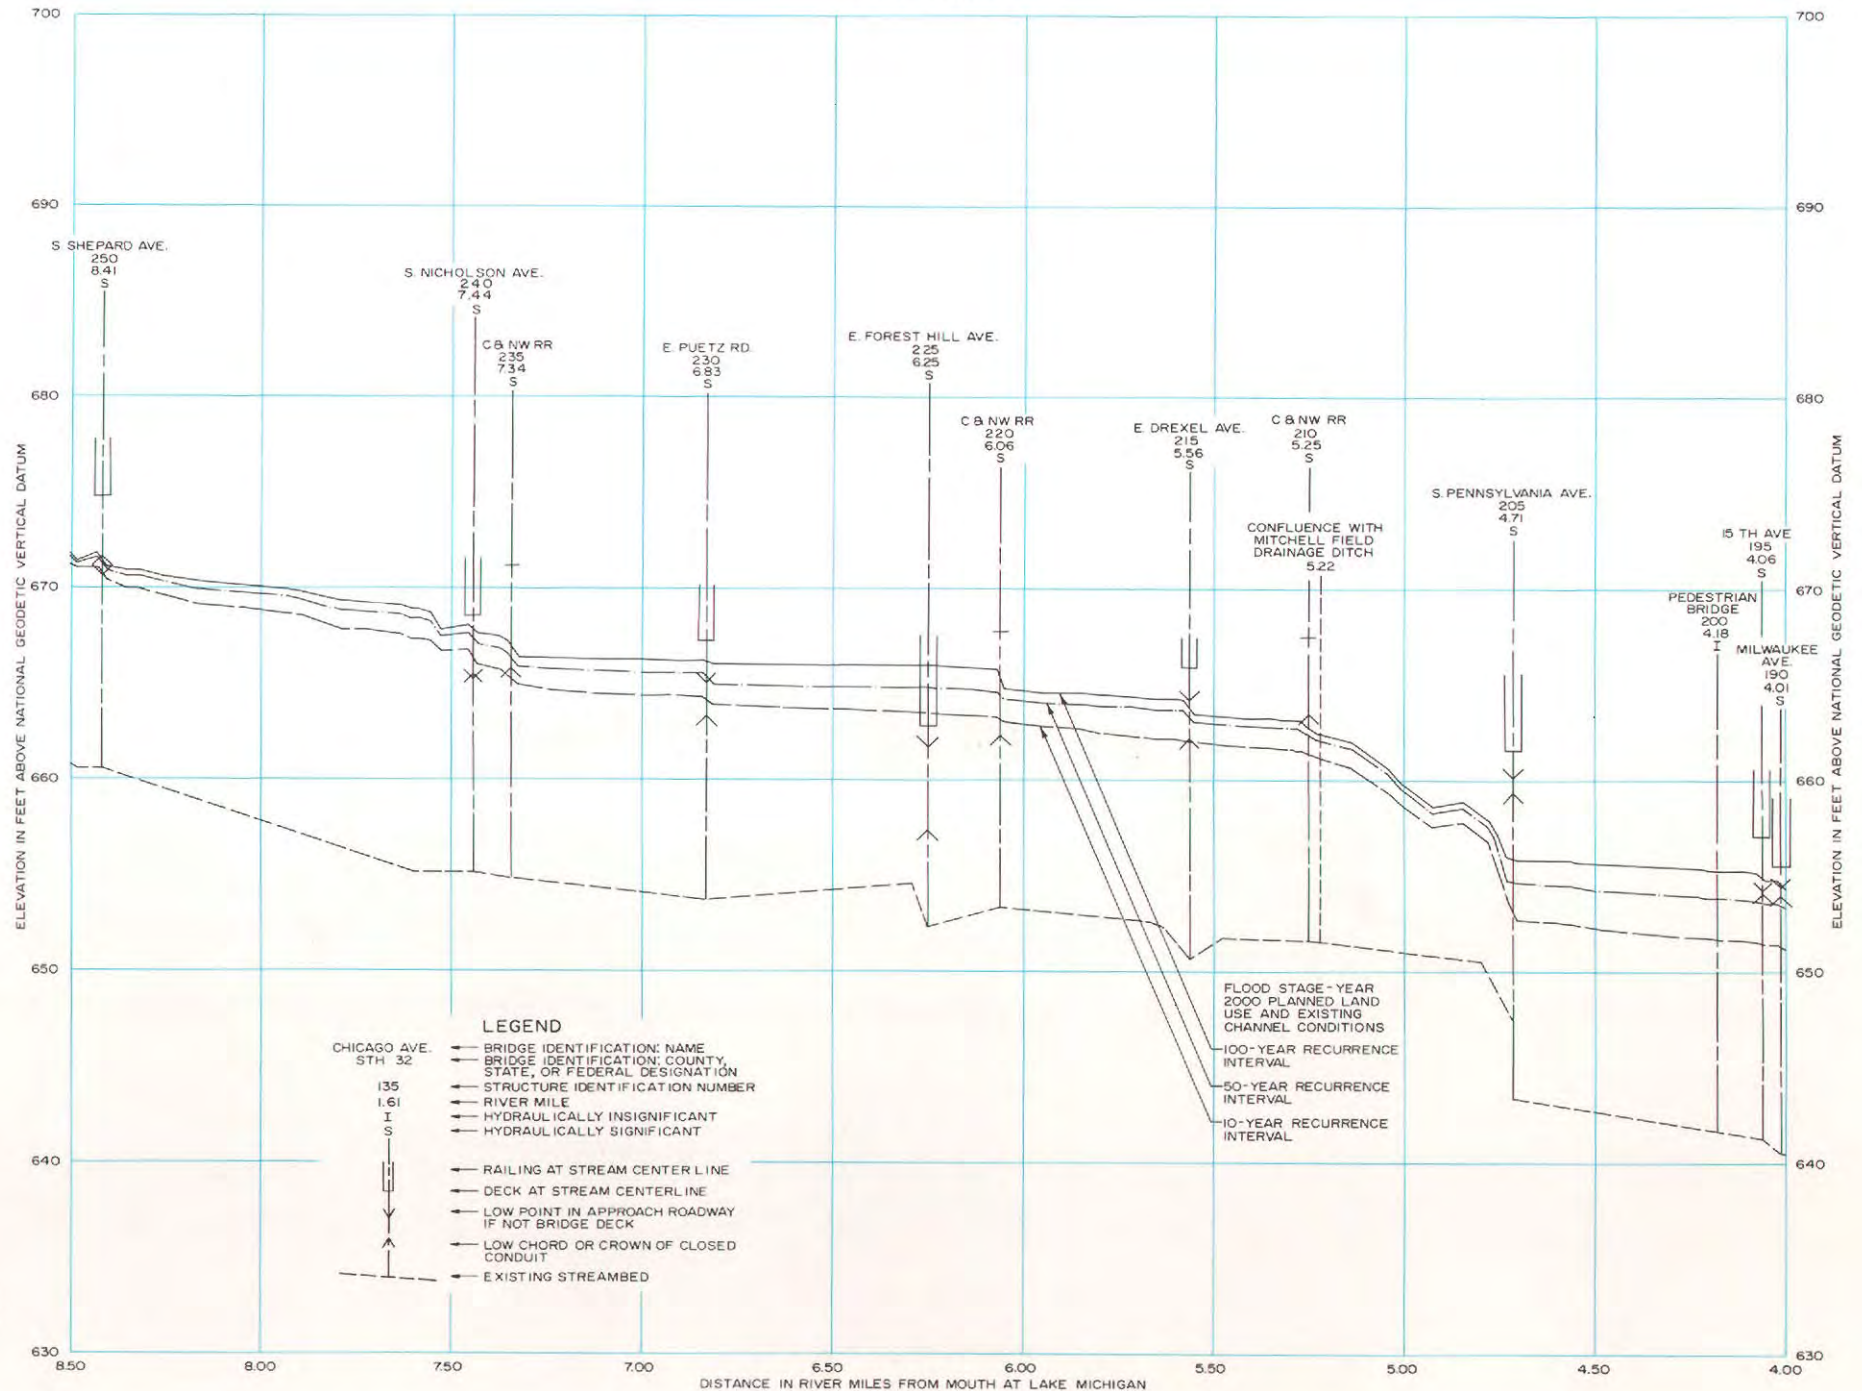 700
700
690
690
S SHEPARD AVE.
250
8.41
S
S. NICHOLSON AVE.
240
7.44
S
C & NW RR
235
7.34
S
E. PUETZ RD.
230
6.83
S
E. FOREST HILL AVE.
225
6.25
S
680
680
C & NW RR
220
6.06
S
E. DREXEL AVE.
215
5.56
S
C & NW RR
210
5.25
S
CONFLUENCE WITH
MITCHELL FIELD
DRAINAGE DITCH
5.22
S. PENNSYLVANIA AVE.
205
4.71
S
15 TH AVE
195
4.06
S
PEDESTRIAN
BRIDGE
200
4.18
I
MILWAUKEE
AVE.
190
4.01
S
670
670
660
660
650
650
640
640
630
630
ELEVATION IN FEET ABOVE NATIONAL GEODETIC VERTICAL DATUM
ELEVATION IN FEET ABOVE NATIONAL GEODETIC VERTICAL DATUM
FLOOD STAGE-YEAR
2000 PLANNED LAND
USE AND EXISTING
CHANNEL CONDITIONS
100-YEAR RECURRENCE
INTERVAL
50-YEAR RECURRENCE
INTERVAL
10-YEAR RECURRENCE
INTERVAL
LEGEND
CHICAGO AVE.
STH 32
135
1.61
I
S
BRIDGE IDENTIFICATION: NAME
BRIDGE IDENTIFICATION: COUNTY,
STATE, OR FEDERAL DESIGNATION
STRUCTURE IDENTIFICATION NUMBER
RIVER MILE
HYDRAULICALLY INSIGNIFICANT
HYDRAULICALLY SIGNIFICANT
RAILING AT STREAM CENTER LINE
DECK AT STREAM CENTERLINE
LOW POINT IN APPROACH ROADWAY
IF NOT BRIDGE DECK
LOW CHORD OR CROWN OF CLOSED
CONDUIT
EXISTING STREAMBED
8.50 8.00 7.50 7.00 6.50 6.00 5.50 5.00 4.50 4.00
DISTANCE IN RIVER MILES FROM MOUTH AT LAKE MICHIGAN